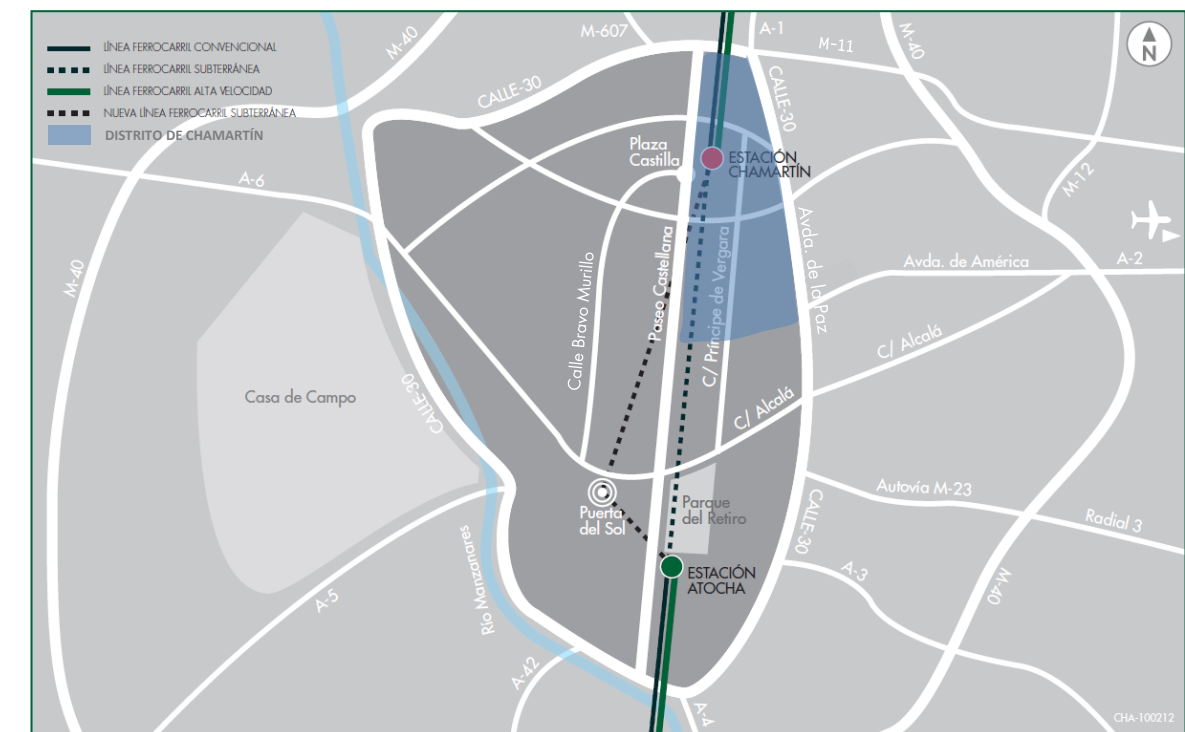 LÍNEA FERROCARRIL CONVENCIONAL
LÍNEA FERROCARRIL SUBTERRÁNEA
LÍNEA FERROCARRIL ALTA VELOCIDAD
NUEVA LÍNEA FERROCARRIL SUBTERRÁNEA
DISTRITO DE CHAMARTÍN
M-40
M-607
A-1
M-11
M-40
N
CALLE-30
CALLE-30
Plaza
Castilla
ESTACIÓN
CHAMARTÍN
A-6
M-12
M-40
Calle Bravo Murillo
Paseo Castellana
C/ Príncipe de Vergara
Avda. de la Paz
Avda. de América
A-2
C/ Alcalá
Casa de Campo
CALLE-30
C/ Alcalá
Puerta
del Sol
Parque
del Retiro
CALLE-30
Autovía M-23
Radial 3
Río Manzanares
A-5
ESTACIÓN
ATOCHA
A-3
M-40
A-42
A-4
CHA-100212